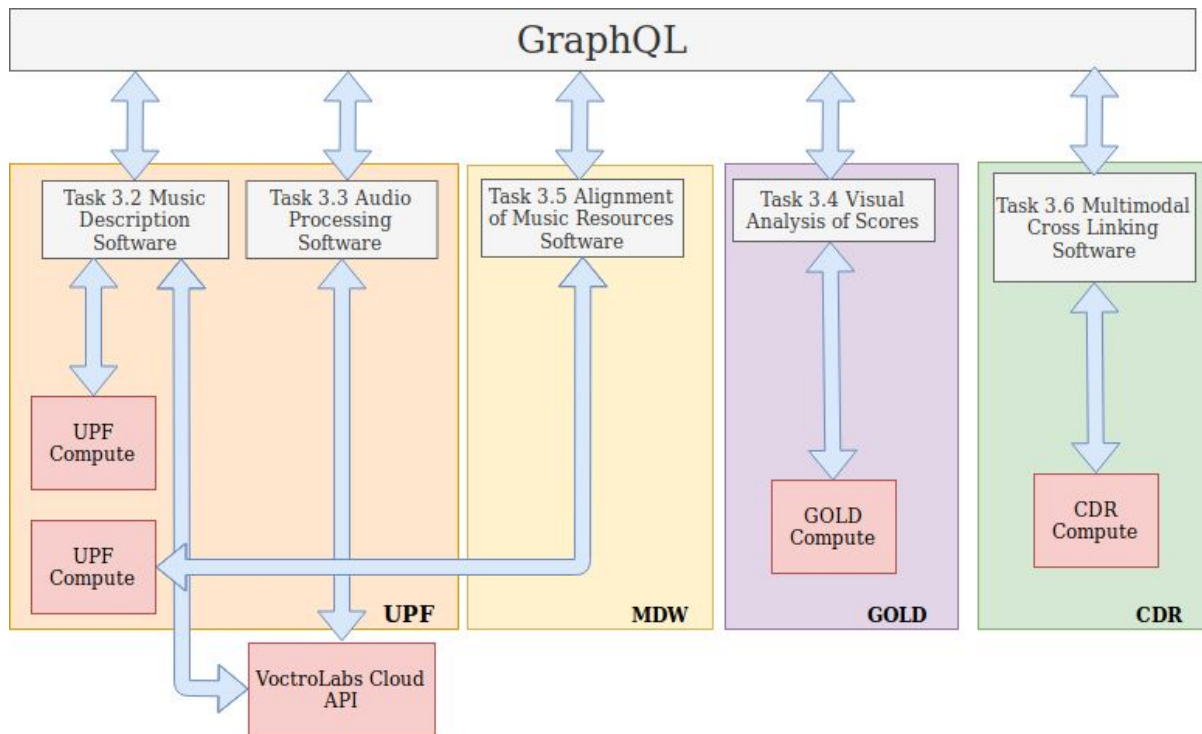 GraphQL
Task 3.2 Music
Description
Software
Task 3.3 Audio
Processing
Software
Task 3.5 Alignment
of Music Resources
Software
Task 3.4 Visual
Analysis of Scores
Task 3.6 Multimodal
Cross Linking
Software
UPF
Compute
UPF
Compute
GOLD
Compute
CDR
Compute
UPF
MDW
GOLD
CDR
VoctroLabs Cloud
API